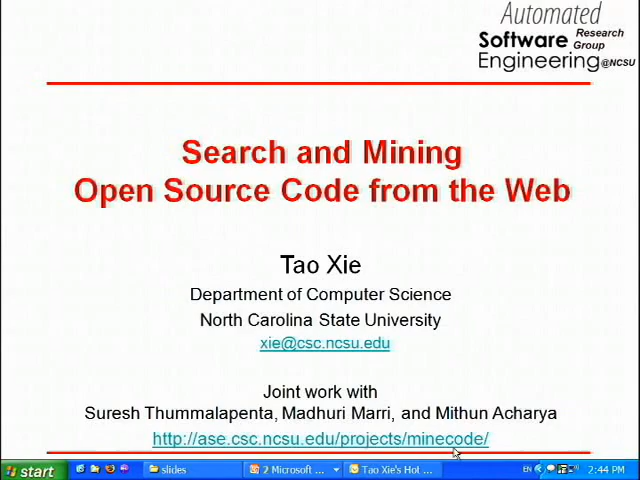 Automated
Software Research Group
Engineering @NCSU
Search and Mining
Open Source Code from the Web
Tao Xie
Department of Computer Science
North Carolina State University
xie@csc.ncsu.edu
Joint work with
Suresh Thummalapenta, Madhuri Marri, and Mithun Acharya
http://ase.csc.ncsu.edu/projects/minecode/
start slides 2 Microsoft ... Tao Xie's Hot ... EN 2:44 PM